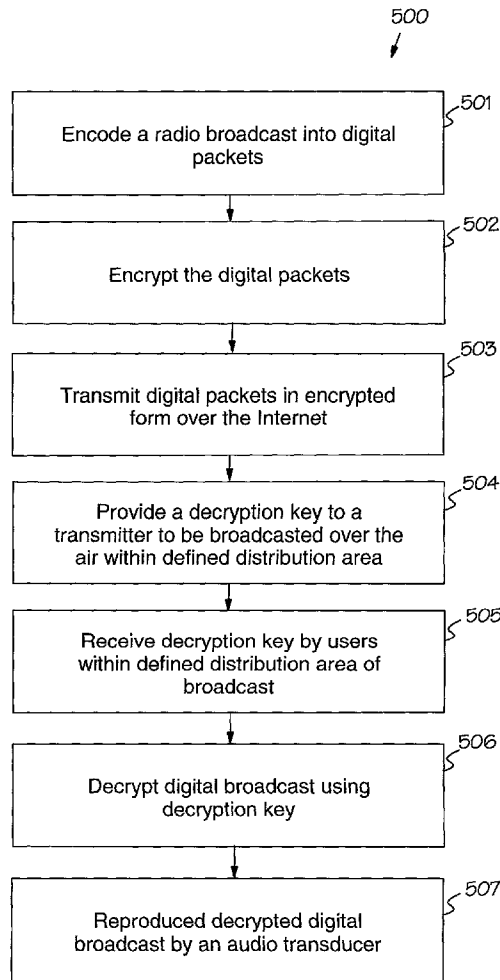 500
501
Encode a radio broadcast into digital
packets
502
Encrypt the digital packets
503
Transmit digital packets in encrypted
form over the Internet
504
Provide a decryption key to a
transmitter to be broadcasted over the
air within defined distribution area
505
Receive decryption key by users
within defined distribution area of
broadcast
506
Decrypt digital broadcast using
decryption key
507
Reproduced decrypted digital
broadcast by an audio transducer